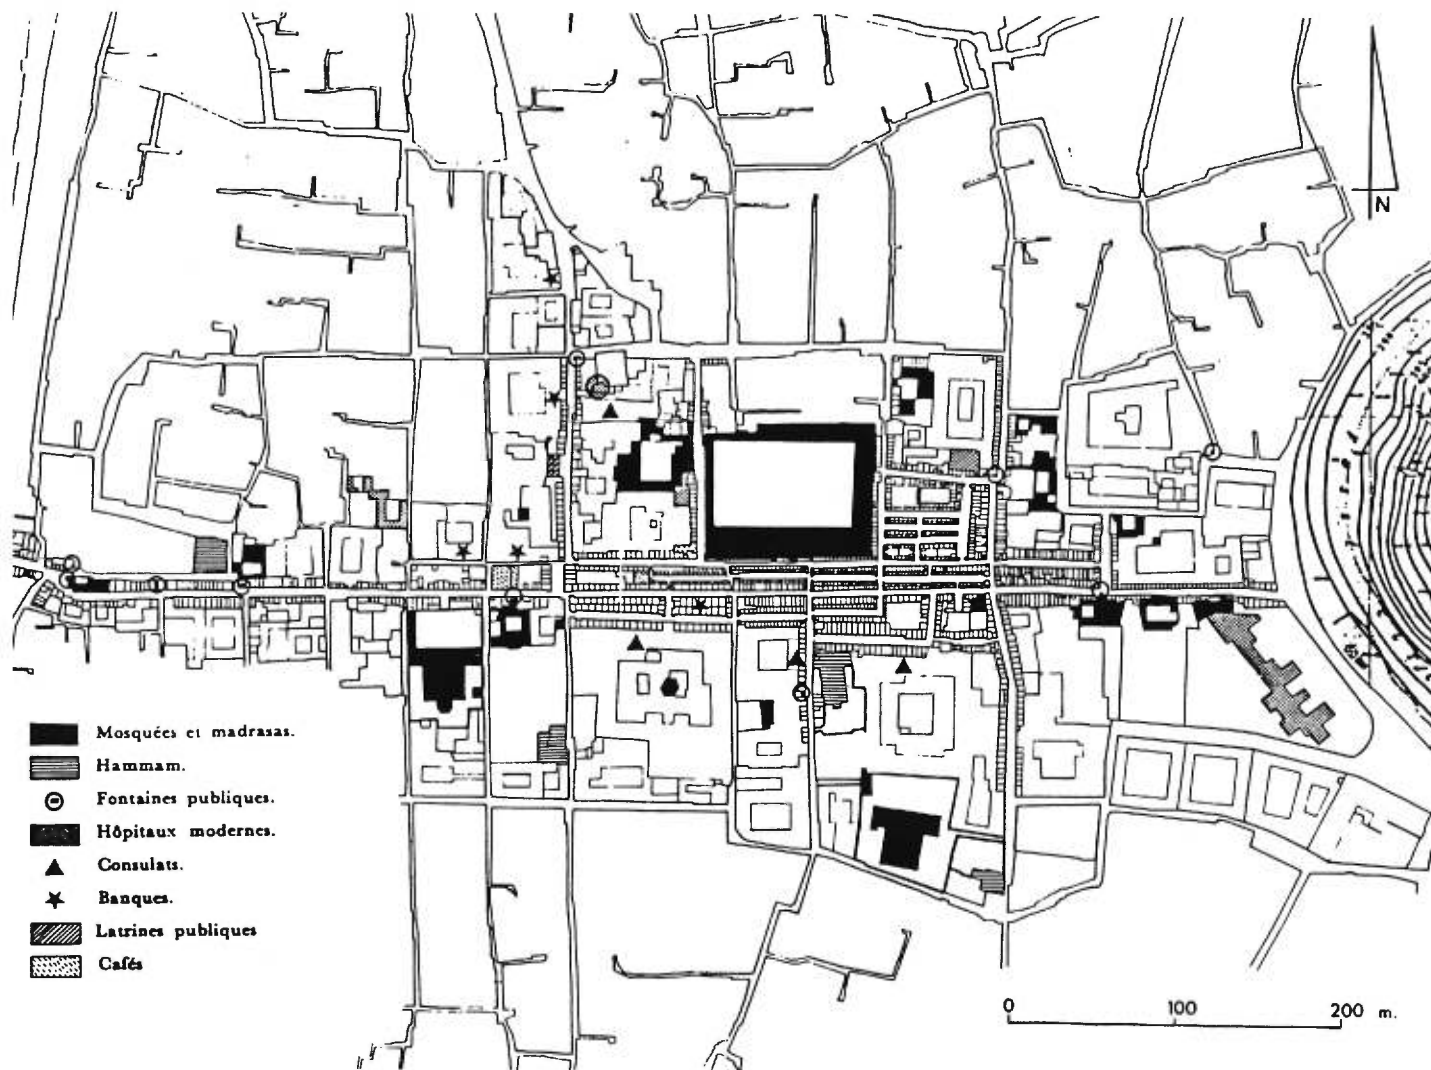 N
Mosquées et madrasas.
Hammam.
Fontaines publiques.
Hôpitaux modernes.
Consulats.
Banques.
Latrines publiques
Cafés
0 100 200 m.